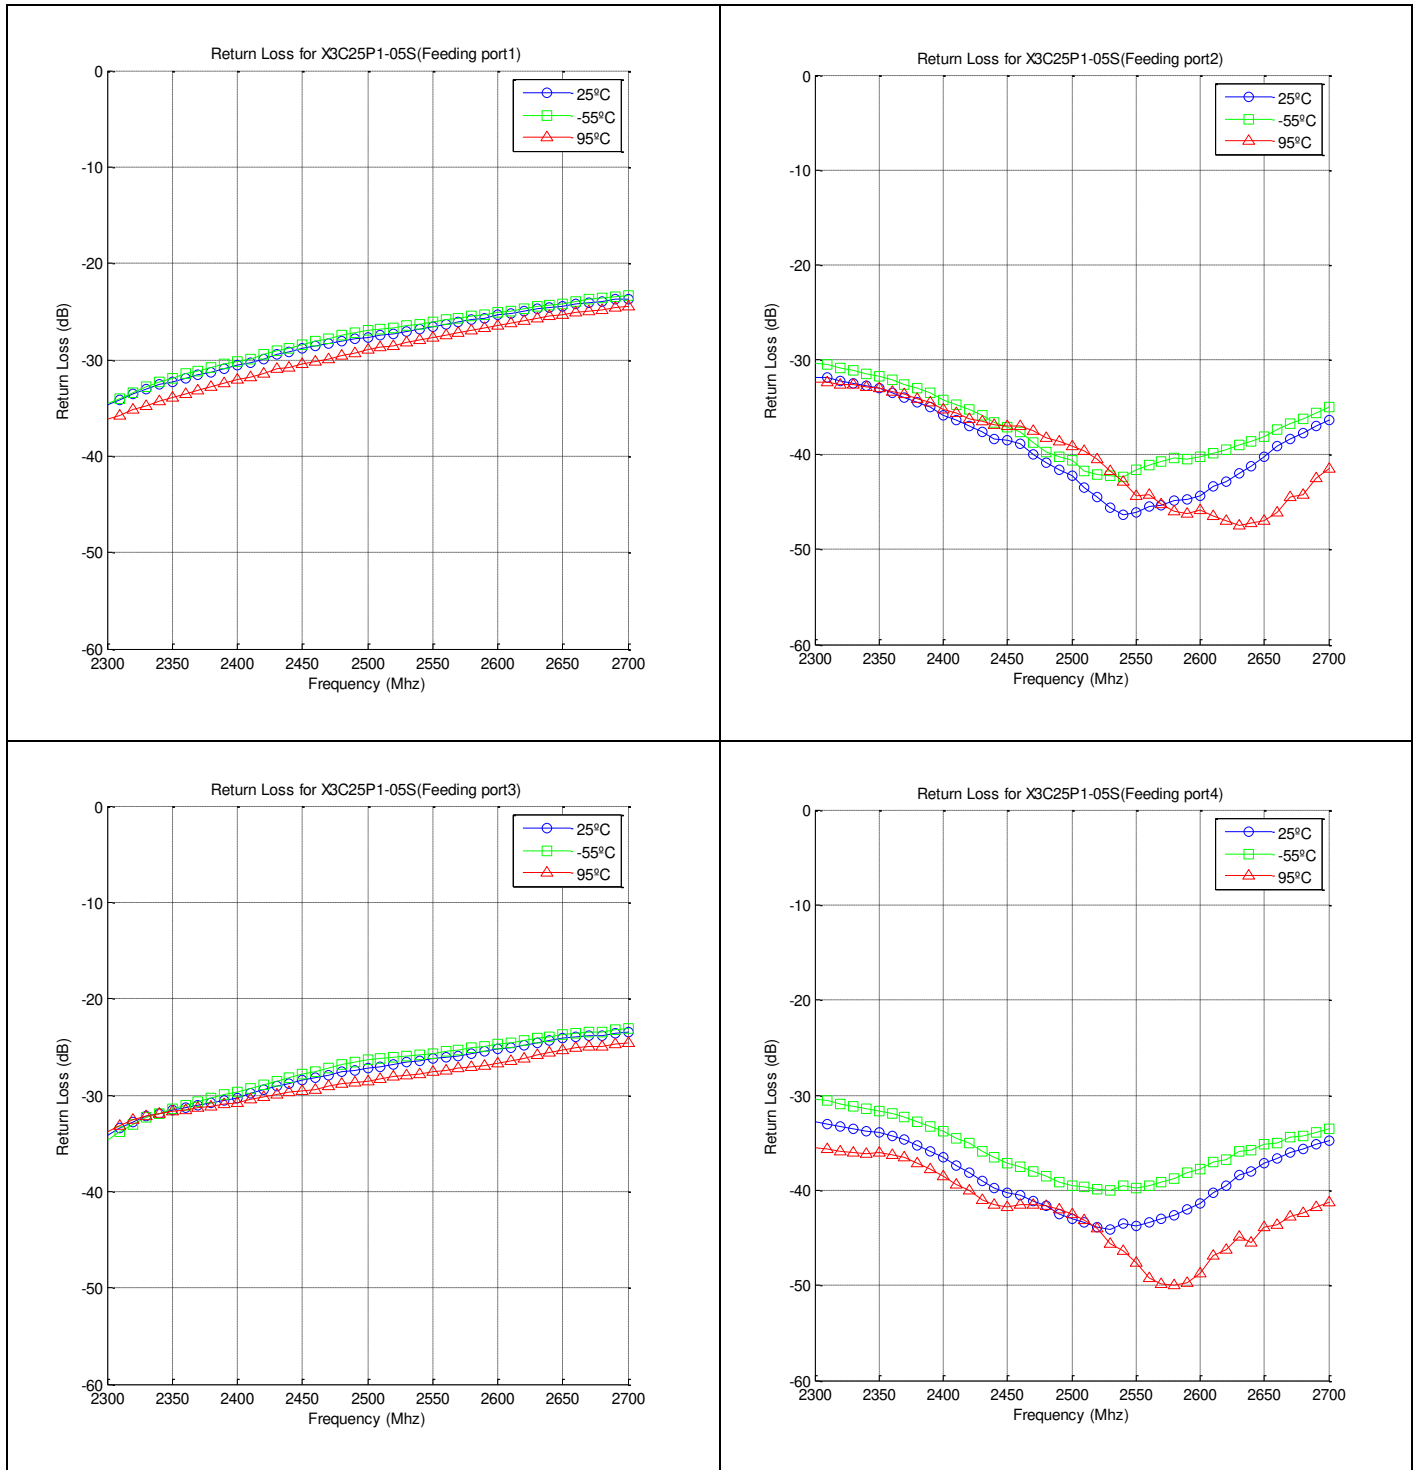 Return Loss for X3C25P1-05S(Feeding port1)
0
-10
-20
-30
-40
-50
-60
Return Loss (dB)
25ºC
-55ºC
95ºC
2300 2350 2400 2450 2500 2550 2600 2650 2700
Frequency (Mhz)
Return Loss for X3C25P1-05S(Feeding port2)
0
-10
-20
-30
-40
-50
-60
Return Loss (dB)
25ºC
-55ºC
95ºC
2300 2350 2400 2450 2500 2550 2600 2650 2700
Frequency (Mhz)
Return Loss for X3C25P1-05S(Feeding port3)
0
-10
-20
-30
-40
-50
-60
Return Loss (dB)
25ºC
-55ºC
95ºC
2300 2350 2400 2450 2500 2550 2600 2650 2700
Frequency (Mhz)
Return Loss for X3C25P1-05S(Feeding port4)
0
-10
-20
-30
-40
-50
-60
Return Loss (dB)
25ºC
-55ºC
95ºC
2300 2350 2400 2450 2500 2550 2600 2650 2700
Frequency (Mhz)